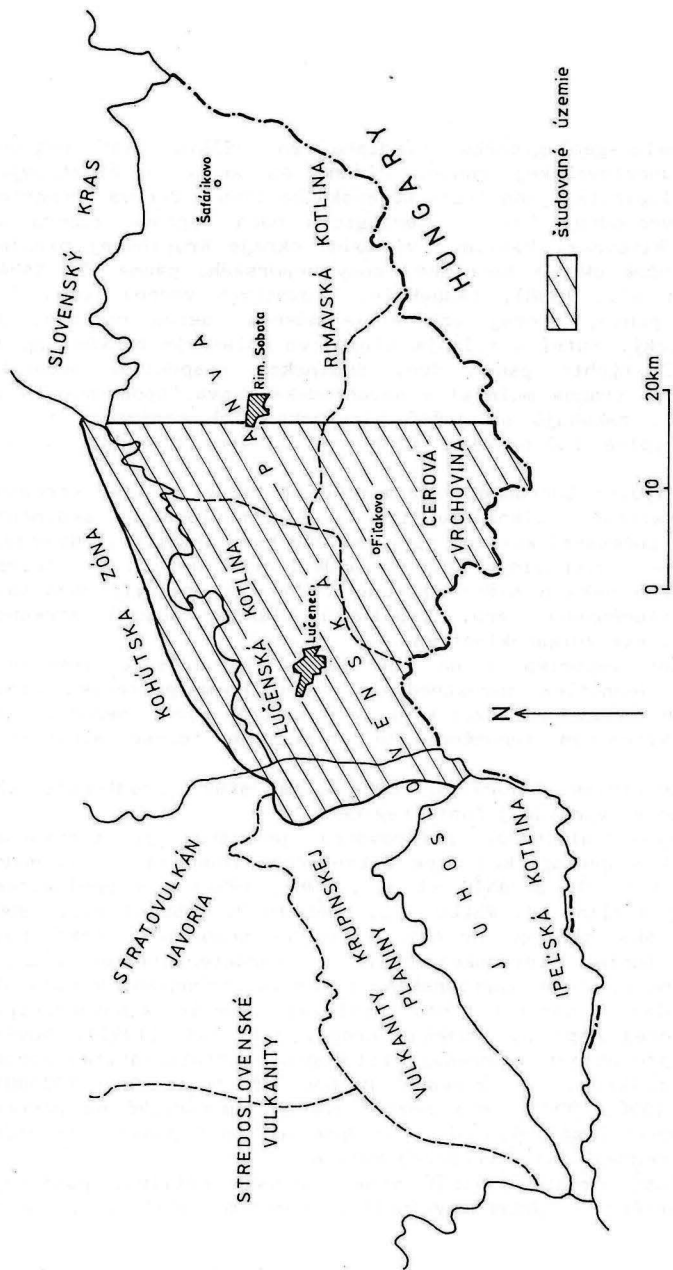 SLOVENSKÝ
KRAS
Šafárikovo
KOHÚTSKA ZÓNA
Rim. Sobota
RIMAVSKÁ KOTLINA
HUNGARY
STRATOVULKÁN
JAVORIA
STREDOSLOVENSKÉ
VULKANITY
LUČENSKÁ KOTLINA
Lučenec
Fiľakovo
CEROVÁ
VRCHOVINA
VULKANITY KRUPINSKEJ
PLANINY
JUHOSLOVENSKÁ PANVA
IPEĽSKÁ KOTLINA
N
0 10 20km
študované územie